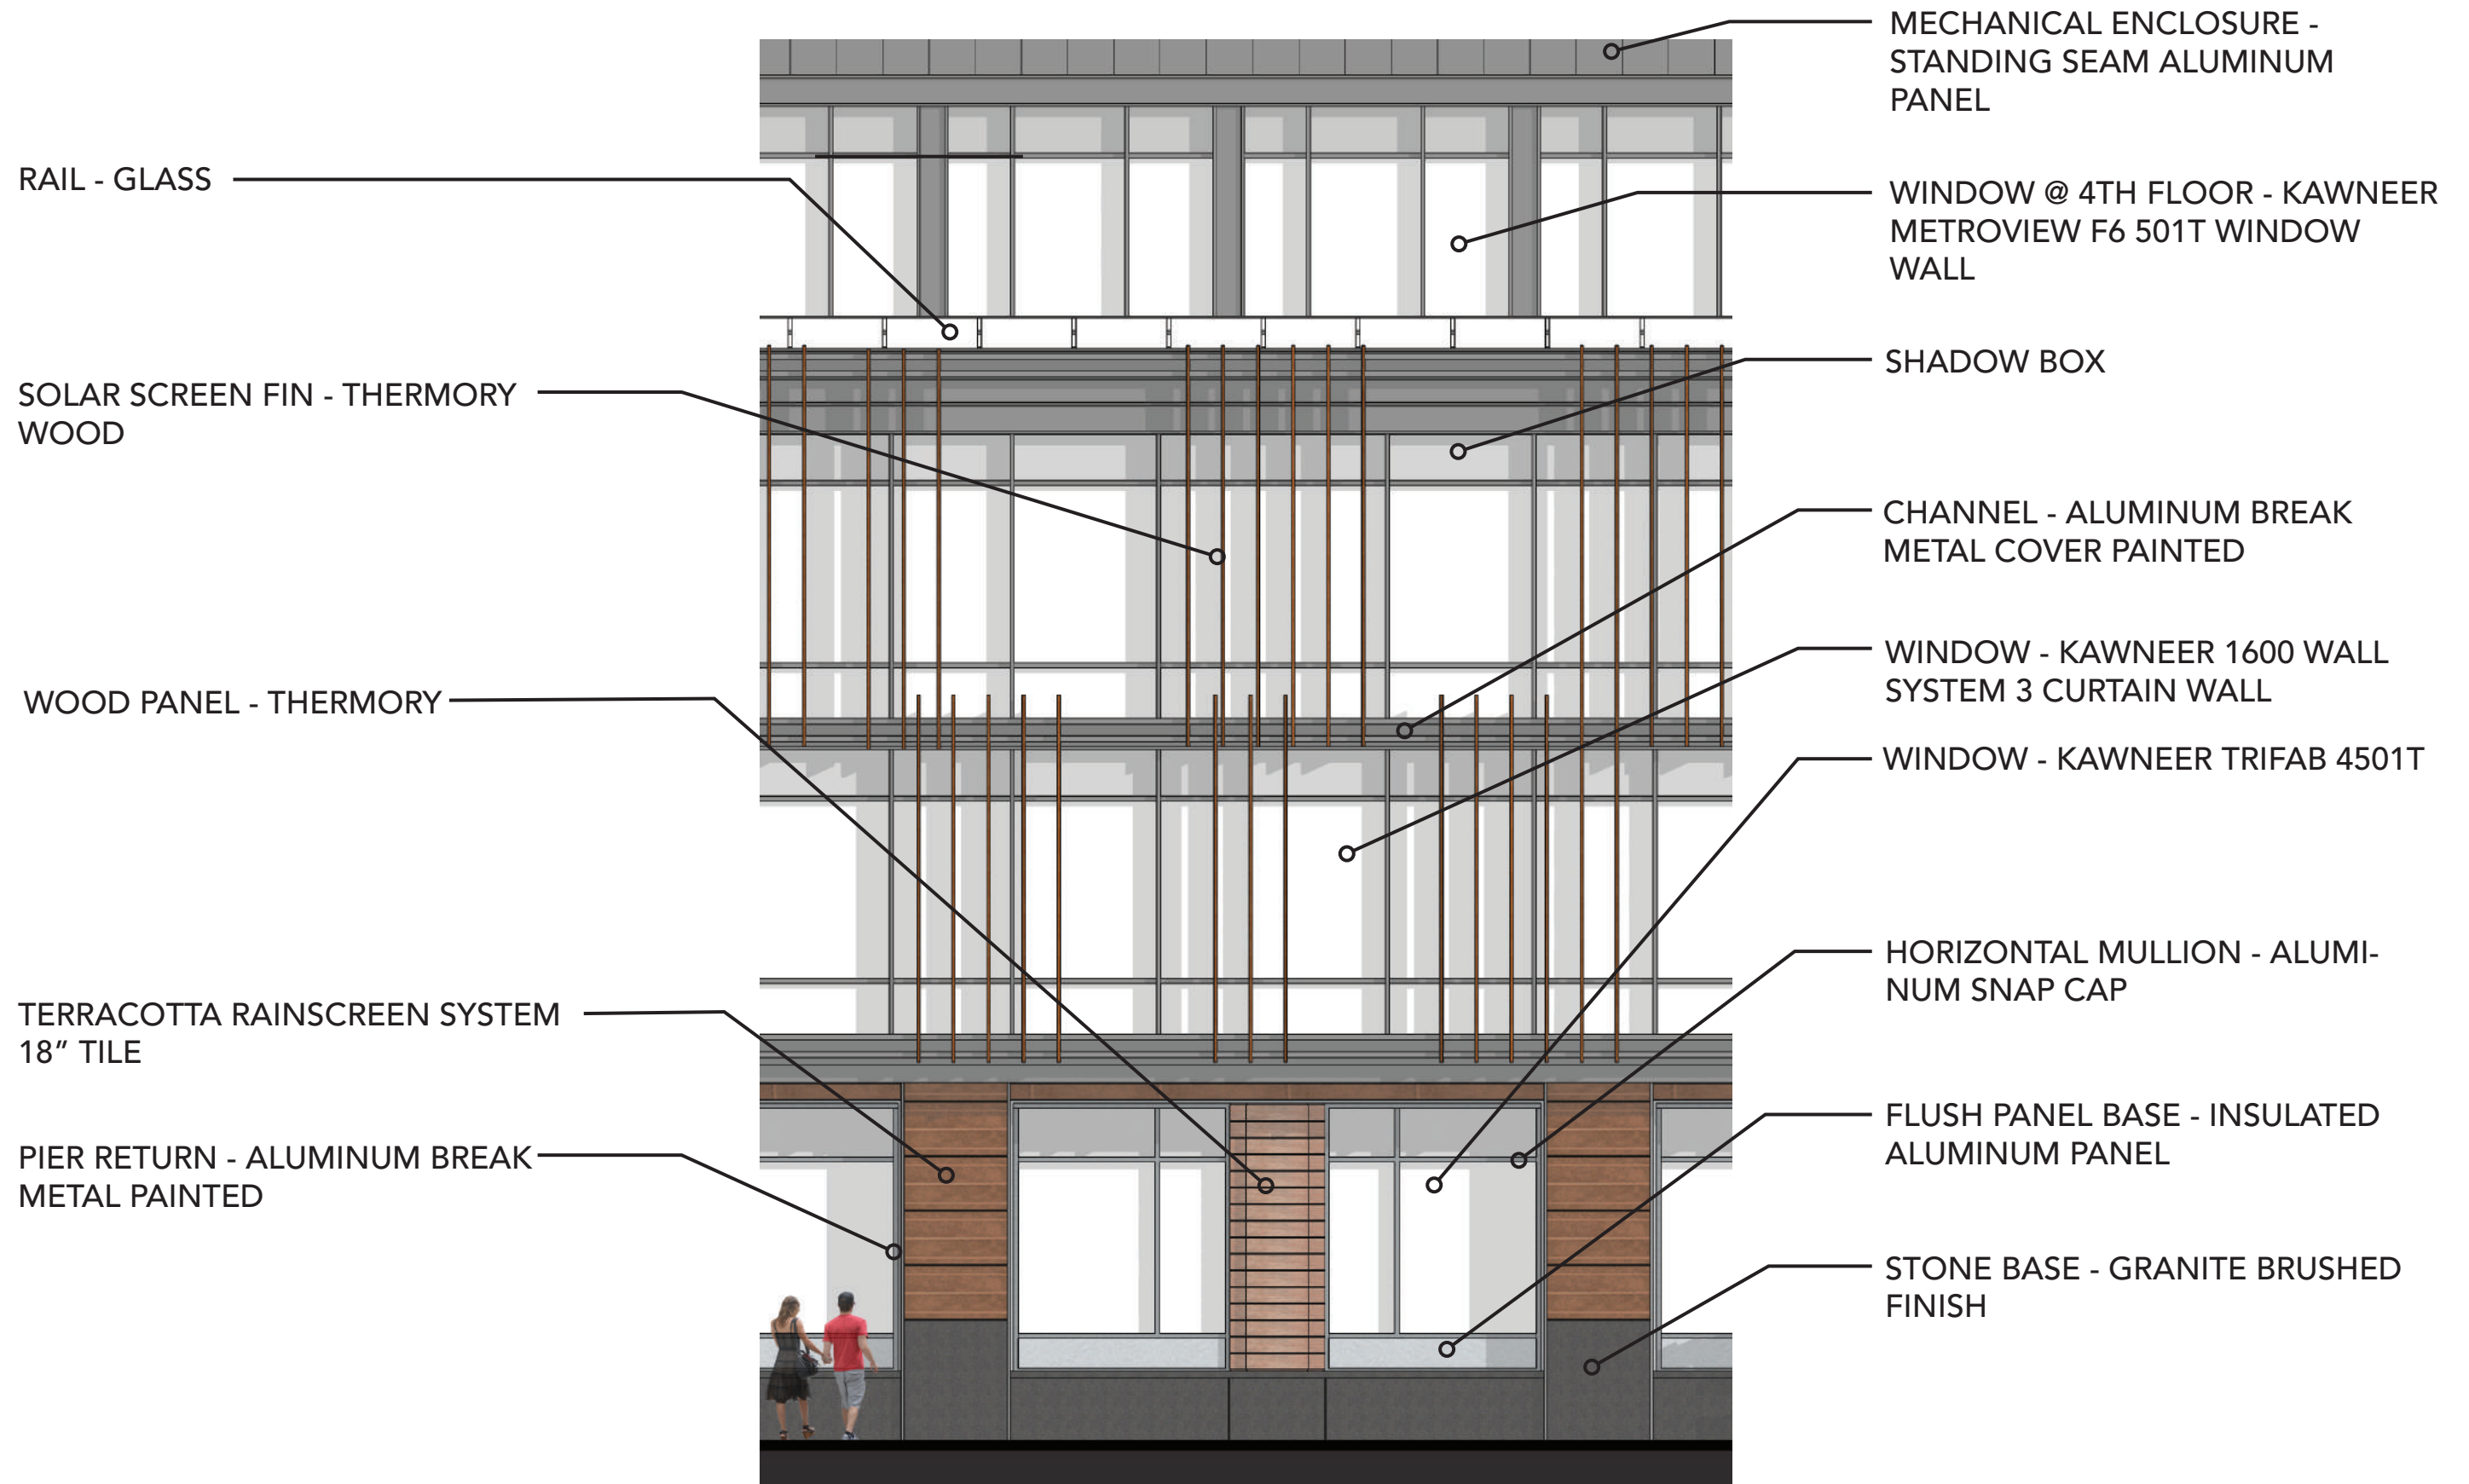 RAIL - GLASS
SOLAR SCREEN FIN - THERMORY
WOOD
WOOD PANEL - THERMORY
TERRACOTTA RAINSCREEN SYSTEM
18” TILE
PIER RETURN - ALUMINUM BREAK
METAL PAINTED
MECHANICAL ENCLOSURE -
STANDING SEAM ALUMINUM
PANEL
WINDOW @ 4TH FLOOR - KAWNEER
METROVIEW F6 501T WINDOW
WALL
SHADOW BOX
CHANNEL - ALUMINUM BREAK
METAL COVER PAINTED
WINDOW - KAWNEER 1600 WALL
SYSTEM 3 CURTAIN WALL
WINDOW - KAWNEER TRIFAB 4501T
HORIZONTAL MULLION - ALUMI-
NUM SNAP CAP
FLUSH PANEL BASE - INSULATED
ALUMINUM PANEL
STONE BASE - GRANITE BRUSHED
FINISH